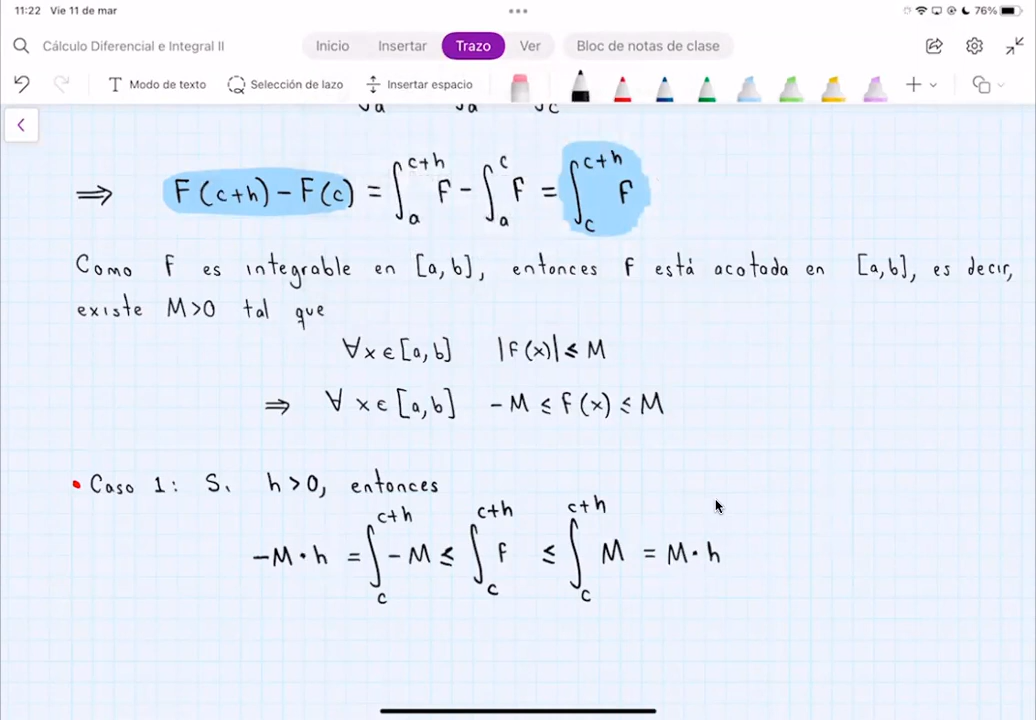 11:22 Vie 11 de mar
76%
Cálculo Diferencial e Integral II
Inicio Insertar Trazo Ver Bloc de notas de clase
Modo de texto Selección de lazo Insertar espacio
a a c
⟹ F(c+h) − F(c) = ∫_a^{c+h} f − ∫_a^c f = ∫_c^{c+h} f
Como f es integrable en [a,b], entonces f está acotada en [a,b], es decir,
existe M>0 tal que
∀x∈[a,b] |f(x)| ≤ M
⟹ ∀x∈[a,b] −M ≤ f(x) ≤ M
• Caso 1: Si h>0, entonces
−M·h = ∫_c^{c+h} −M ≤ ∫_c^{c+h} f ≤ ∫_c^{c+h} M = M·h